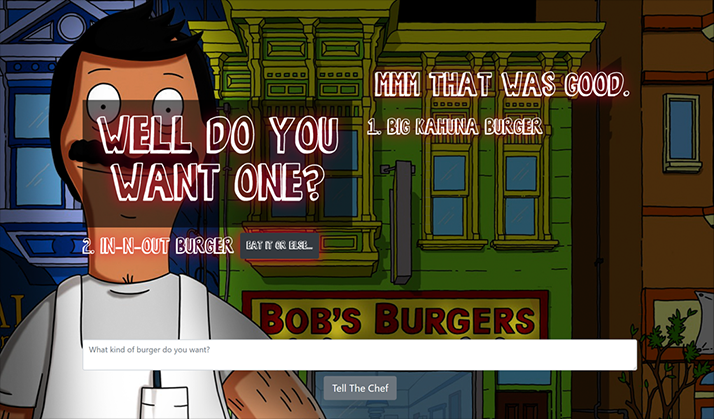 MMM THAT WAS GOOD.
1. BIG KAHUNA BURGER
WELL DO YOU
WANT ONE?
2. IN-N-OUT BURGER
EAT IT OR ELSE...
BOB'S BURGERS
What kind of burger do you want?
Tell The Chef